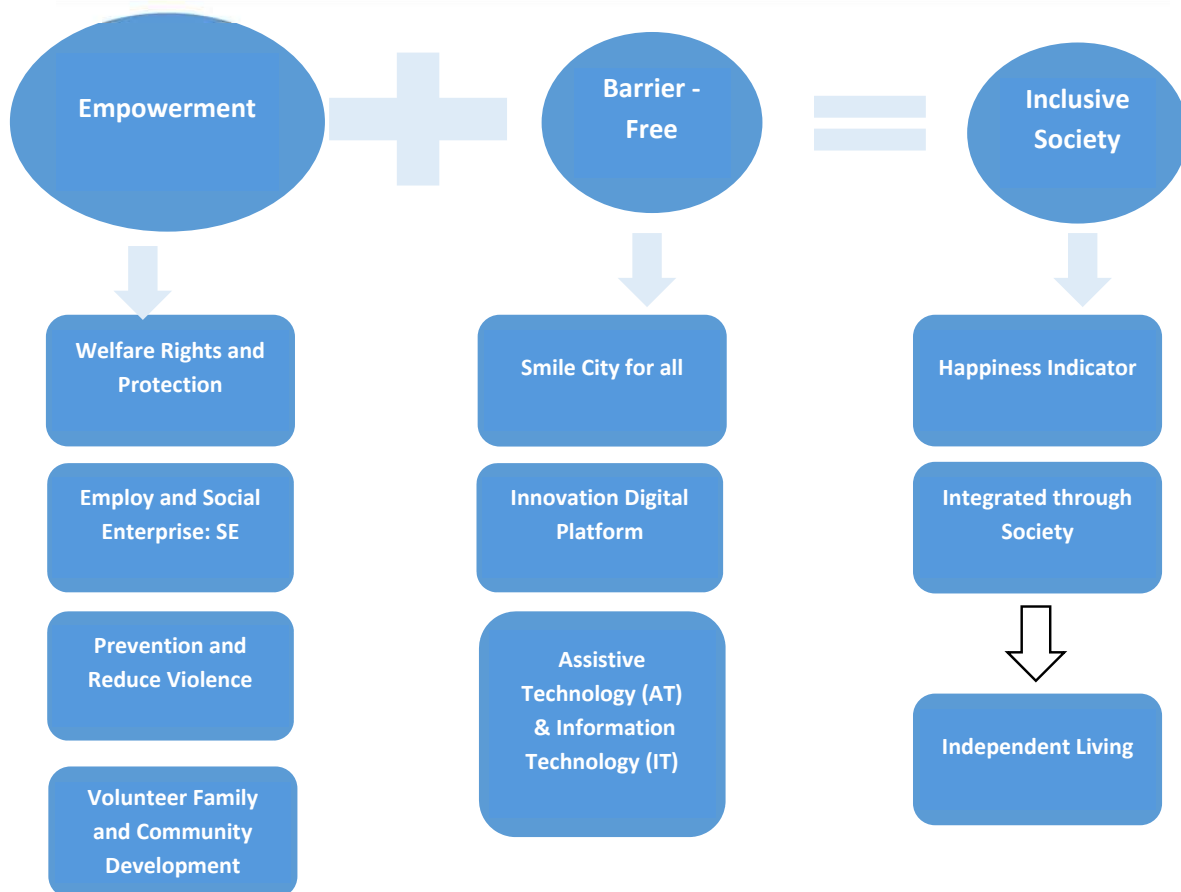 Empowerment
Barrier -
Free
Inclusive
Society
Welfare Rights and
Protection
Employ and Social
Enterprise: SE
Prevention and
Reduce Violence
Volunteer Family
and Community
Development
Smile City for all
Innovation Digital
Platform
Assistive
Technology (AT)
& Information
Technology (IT)
Happiness Indicator
Integrated through
Society
Independent Living